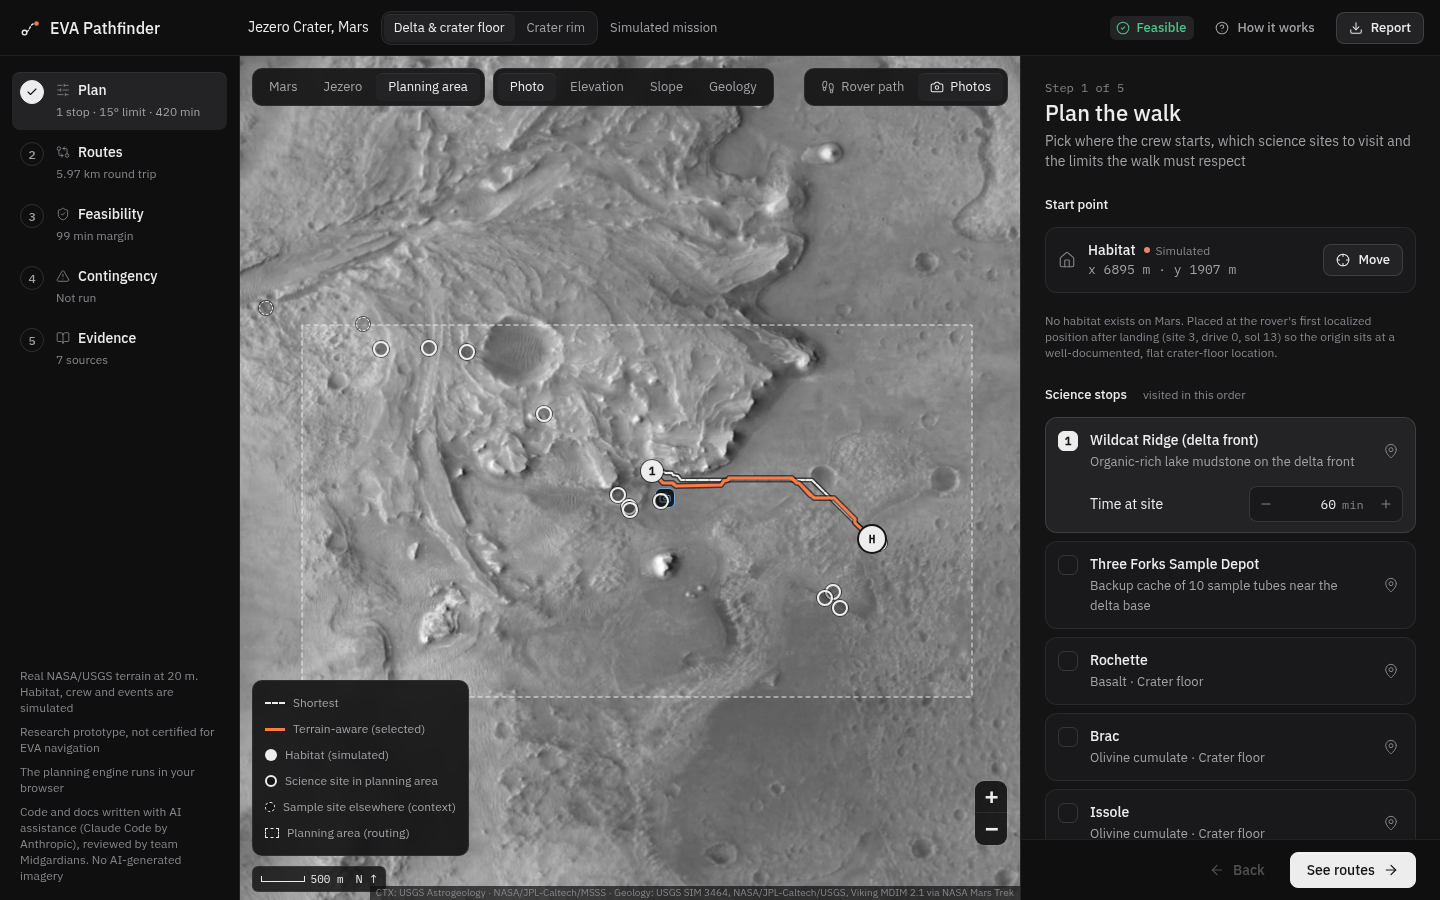 EVA Pathfinder
Jezero Crater, Mars
Delta & crater floor
Crater rim
Simulated mission
Feasible
How it works
Report
Plan
1 stop · 15° limit · 420 min
2
Routes
5.97 km round trip
3
Feasibility
99 min margin
4
Contingency
Not run
5
Evidence
7 sources
Real NASA/USGS terrain at 20 m.
Habitat, crew and events are
simulated
Research prototype, not certified for
EVA navigation
The planning engine runs in your
browser
Code and docs written with AI
assistance (Claude Code by
Anthropic), reviewed by team
Midgardians. No AI-generated
imagery
Mars
Jezero
Planning area
Photo
Elevation
Slope
Geology
Rover path
Photos
1
H
Shortest
Terrain-aware (selected)
Habitat (simulated)
Science site in planning area
Sample site elsewhere (context)
Planning area (routing)
500 m N ↑
+
−
CTX: USGS Astrogeology · NASA/JPL-Caltech/MSSS · Geology: USGS SIM 3464, NASA/JPL-Caltech/USGS, Viking MDIM 2.1 via NASA Mars Trek
Step 1 of 5
Plan the walk
Pick where the crew starts, which science sites to visit and
the limits the walk must respect
Start point
Habitat
Simulated
x 6895 m · y 1907 m
Move
No habitat exists on Mars. Placed at the rover's first localized
position after landing (site 3, drive 0, sol 13) so the origin sits at a
well-documented, flat crater-floor location.
Science stops
visited in this order
1
Wildcat Ridge (delta front)
Organic-rich lake mudstone on the delta front
Time at site
− 60 min +
Three Forks Sample Depot
Backup cache of 10 sample tubes near the
delta base
Rochette
Basalt · Crater floor
Brac
Olivine cumulate · Crater floor
Issole
Olivine cumulate · Crater floor
← Back
See routes →